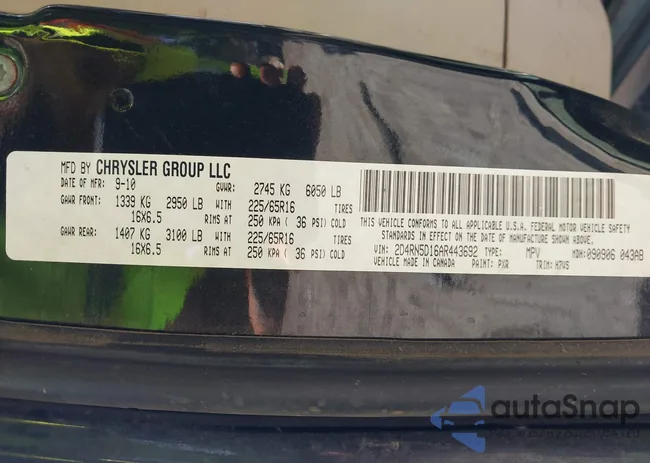 MFD BY CHRYSLER GROUP LLC
DATE OF MFR: 9-10 GVWR: 2745 KG 6050 LB
GAWR FRONT: 1339 KG 2950 LB WITH 225/65R16 TIRES
16X6.5 RIMS AT 250 KPA ( 36 PSI) COLD
GAWR REAR: 1407 KG 3100 LB WITH 225/65R16 TIRES
16X6.5 RIMS AT 250 KPA ( 36 PSI) COLD
THIS VEHICLE CONFORMS TO ALL APPLICABLE U.S.A. FEDERAL MOTOR VEHICLE SAFETY
STANDARDS IN EFFECT ON THE DATE OF MANUFACTURE SHOWN ABOVE.
VIN: 2D4RN5D16AR443692 TYPE: MPV MDH: 090906 043AB
VEHICLE MADE IN CANADA PAINT: PXR TRIM: H7VS
autoSnap